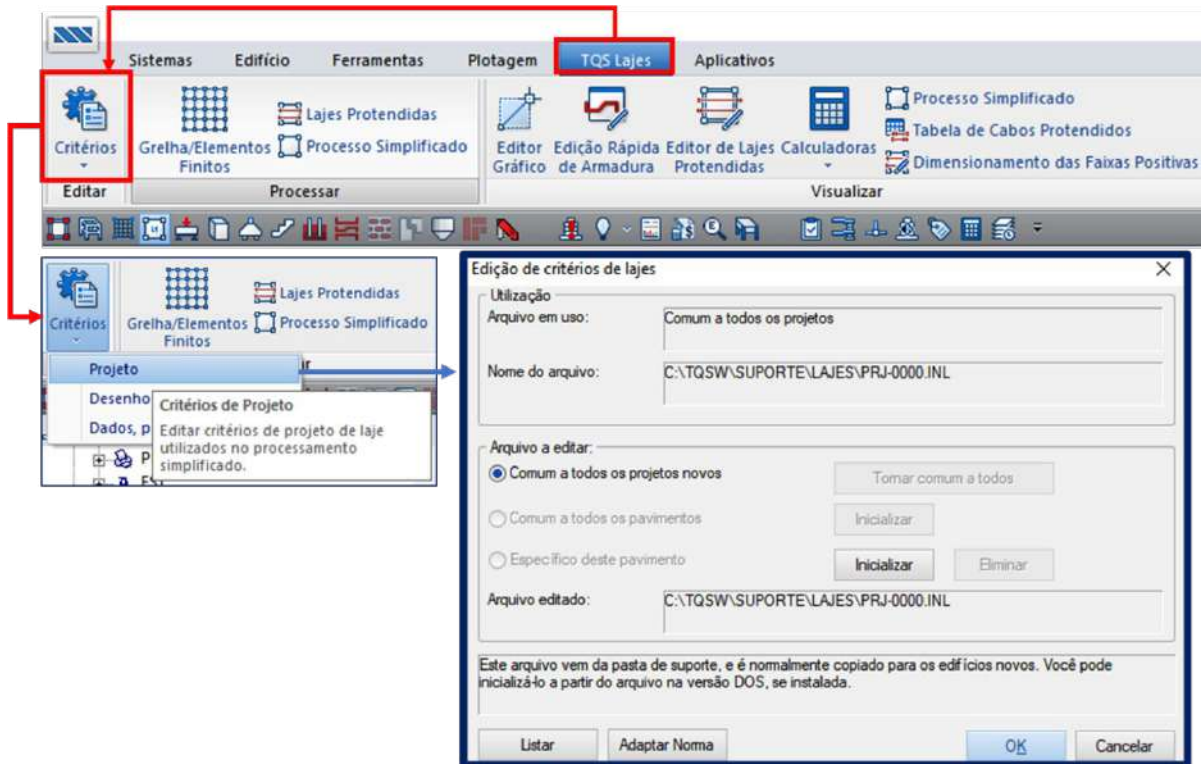 Sistemas Edifício Ferramentas Plotagem TQS Lajes Aplicativos
Critérios
Grelha/Elementos
Finitos
Lajes Protendidas
Processo Simplificado
Editor
Gráfico
Edição Rápida
de Armadura
Editor de Lajes
Protendidas
Calculadoras
Processo Simplificado
Tabela de Cabos Protendidos
Dimensionamento das Faixas Positivas
Editar Processar Visualizar
Critérios
Grelha/Elementos
Finitos
Lajes Protendidas
Processo Simplificado
Projeto
Desenho
Dados, p
Critérios de Projeto
Editar critérios de projeto de laje
utilizados no processamento
simplificado.
Edição de critérios de lajes
Utilização
Arquivo em uso: Comum a todos os projetos
Nome do arquivo: C:\TQSW\SUPORTE\LAJES\PRJ-0000.INL
Arquivo a editar:
Comum a todos os projetos novos Tornar comum a todos
Comum a todos os pavimentos Inicializar
Específico deste pavimento Inicializar Eliminar
Arquivo editado: C:\TQSW\SUPORTE\LAJES\PRJ-0000.INL
Este arquivo vem da pasta de suporte, e é normalmente copiado para os edifícios novos. Você pode
inicializá-lo a partir do arquivo na versão DOS, se instalada.
Listar Adaptar Norma OK Cancelar